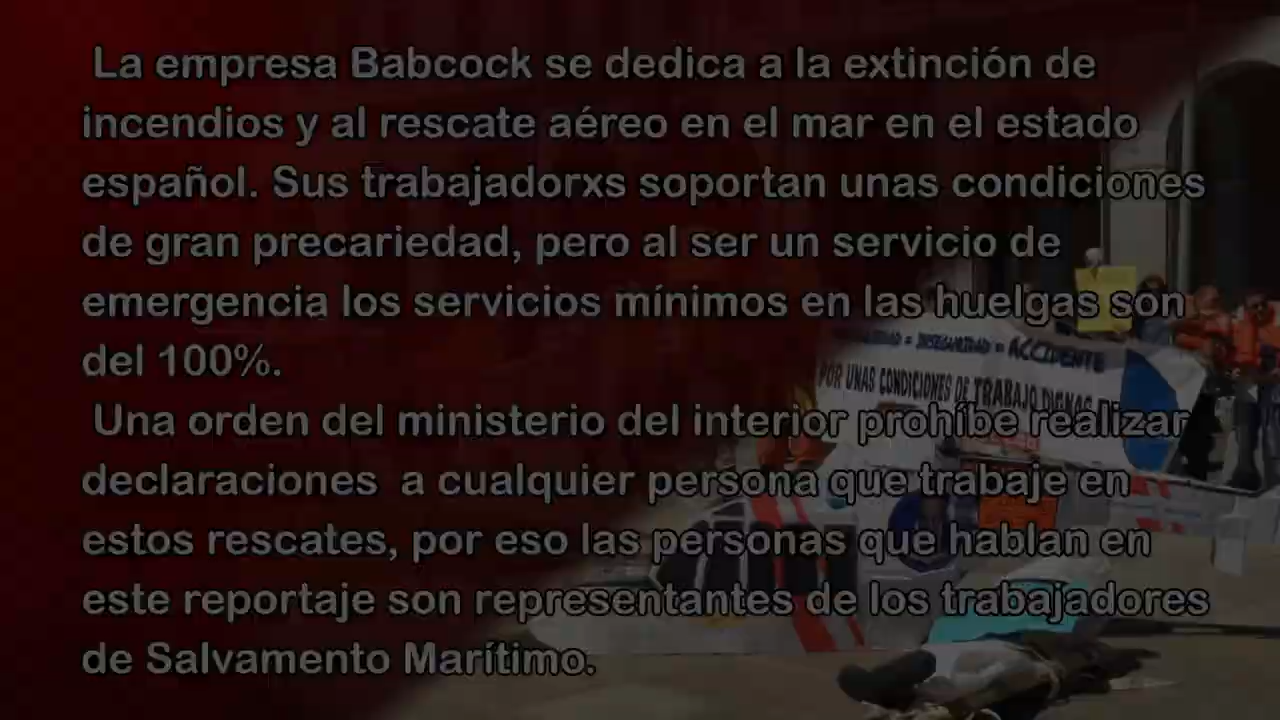 La empresa Babcock se dedica a la extinción de
incendios y al rescate aéreo en el mar en el estado
español. Sus trabajadorxs soportan unas condiciones
de gran precariedad, pero al ser un servicio de
emergencia los servicios mínimos en las huelgas son
del 100%.
Una orden del ministerio del interior prohíbe realizar
declaraciones  a cualquier persona que trabaje en
estos rescates, por eso las personas que hablan en
este reportaje son representantes de los trabajadores
de Salvamento Marítimo.
= INSEGURIDAD = ACCIDENTE
POR UNAS CONDICIONES DE TRABAJO DIGNAS